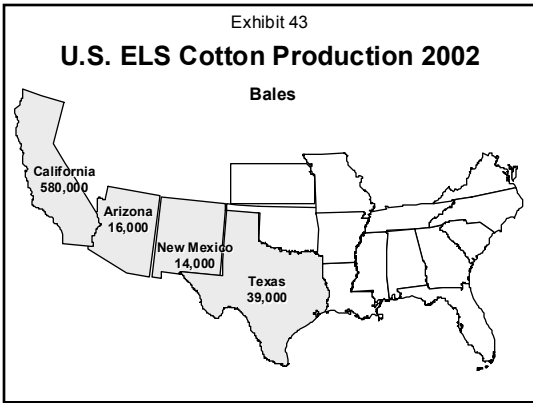 Exhibit 43
U.S. ELS Cotton Production 2002
Bales
California
580,000
Arizona
16,000
New Mexico
14,000
Texas
39,000